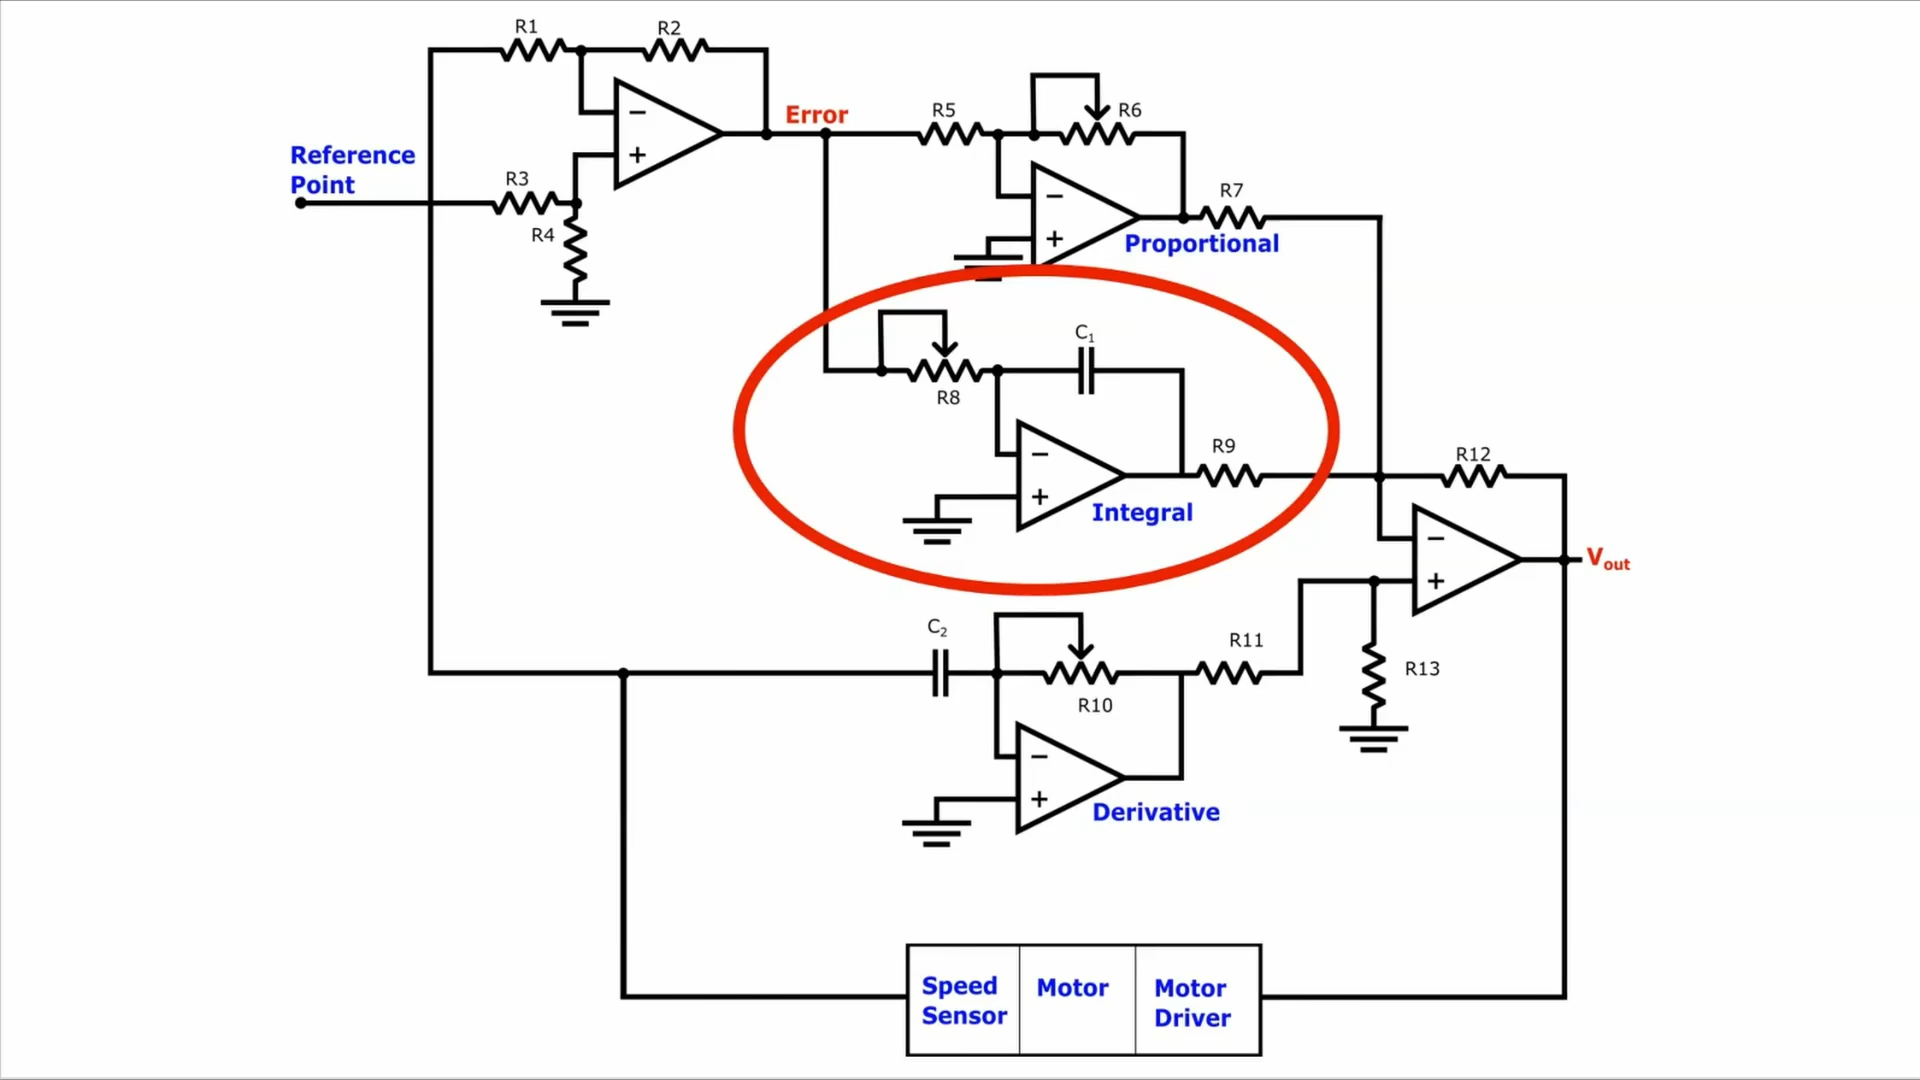 R1
R2
Error
R5
R6
Reference
Point
R3
R4
−
+
R7
−
+
Proportional
C₁
R8
R9
R12
−
+
Integral
−
+
Vout
C₂
R11
R13
R10
−
+
Derivative
Speed
Sensor
Motor
Motor
Driver